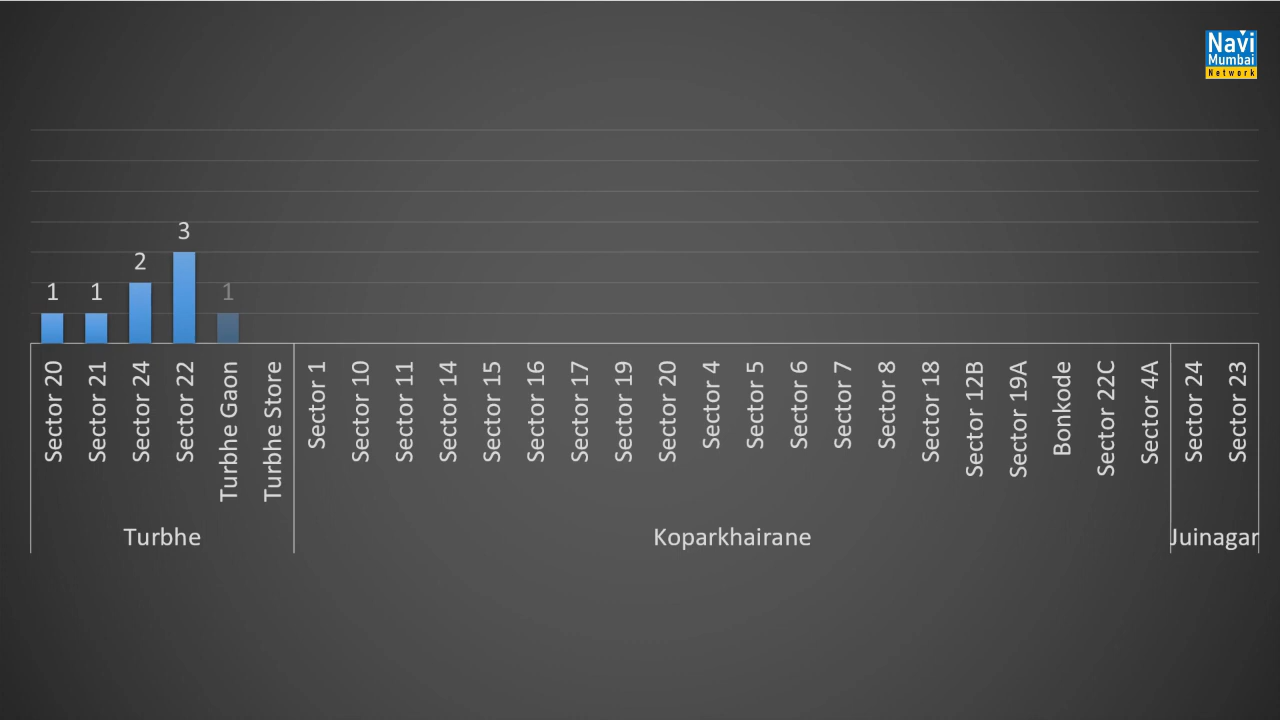 Navi
Mumbai
Network
3
2
1
1
1
Sector 20
Sector 21
Sector 24
Sector 22
Turbhe Gaon
Turbhe Store
Sector 1
Sector 10
Sector 11
Sector 14
Sector 15
Sector 16
Sector 17
Sector 19
Sector 20
Sector 4
Sector 5
Sector 6
Sector 7
Sector 8
Sector 18
Sector 12B
Sector 19A
Bonkode
Sector 22C
Sector 4A
Sector 24
Sector 23
Turbhe
Koparkhairane
Juinagar